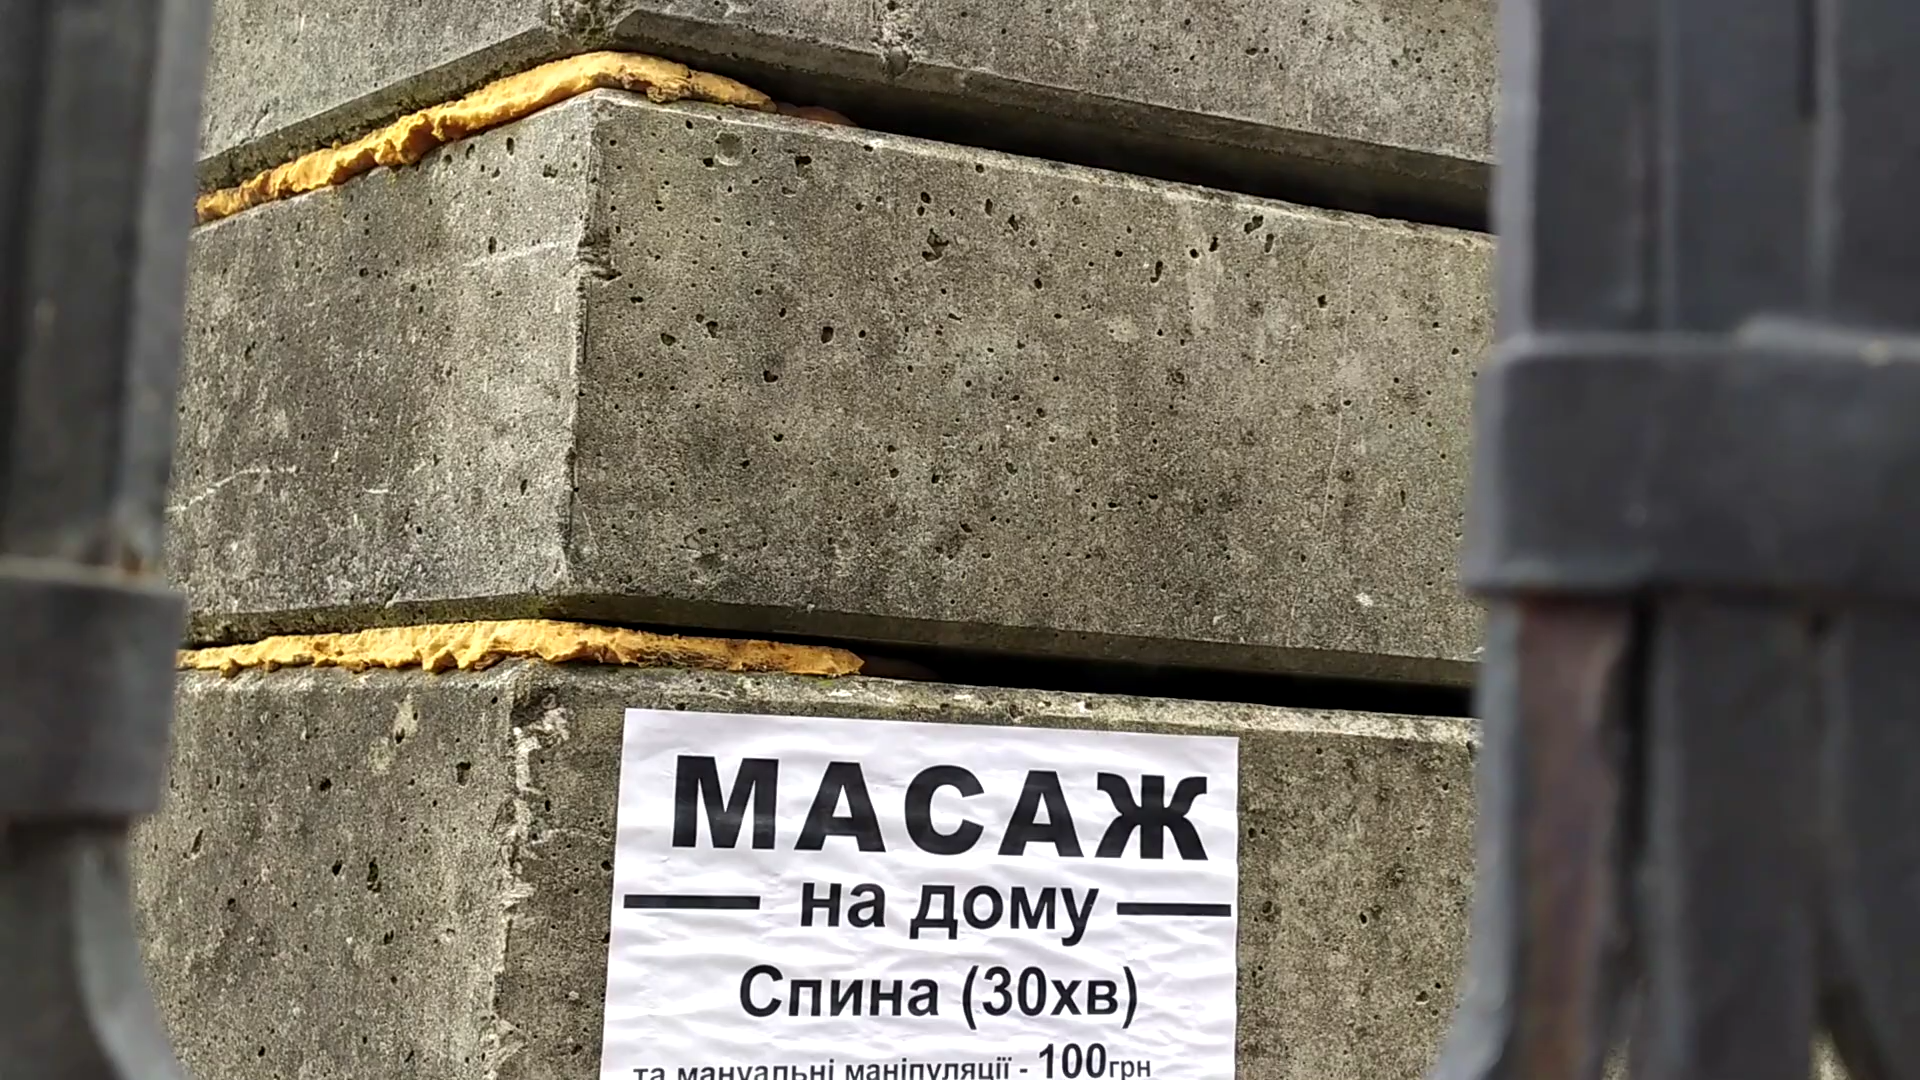 МАСАЖ
на дому
Спина (30хв)
та мануальні маніпуляції - 100грн